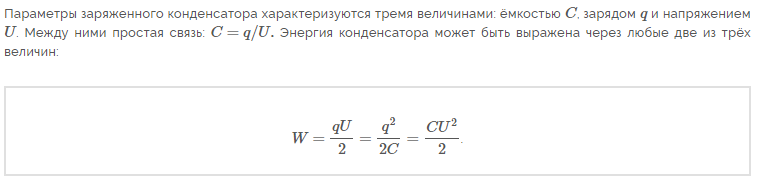 Параметры заряженного конденсатора характеризуются тремя величинами: ёмкостью C, зарядом q и напряжением
U. Между ними простая связь: C = q/U. Энергия конденсатора может быть выражена через любые две из трёх
величин:
W = qU/2 = q²/2C = CU²/2.